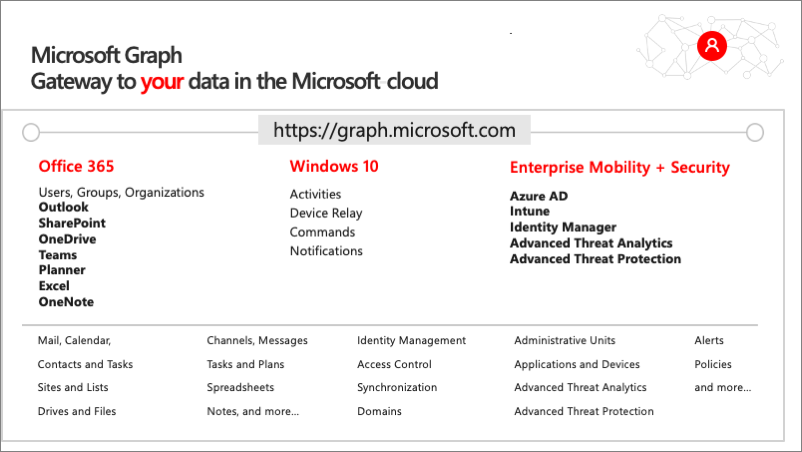 Microsoft Graph
Gateway to your data in the Microsoft cloud
https://graph.microsoft.com
Office 365
Users, Groups, Organizations
Outlook
SharePoint
OneDrive
Teams
Planner
Excel
OneNote
Windows 10
Activities
Device Relay
Commands
Notifications
Enterprise Mobility + Security
Azure AD
Intune
Identity Manager
Advanced Threat Analytics
Advanced Threat Protection
Mail, Calendar,
Contacts and Tasks
Sites and Lists
Drives and Files
Channels, Messages
Tasks and Plans
Spreadsheets
Notes, and more...
Identity Management
Access Control
Synchronization
Domains
Administrative Units
Applications and Devices
Advanced Threat Analytics
Advanced Threat Protection
Alerts
Policies
and more...